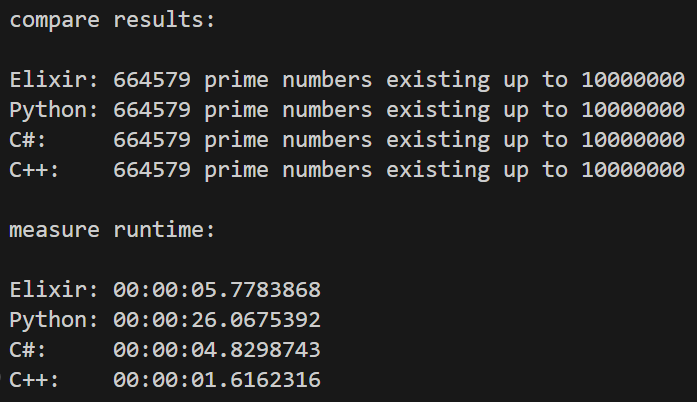 compare results:
Elixir: 664579 prime numbers existing up to 10000000
Python: 664579 prime numbers existing up to 10000000
C#:     664579 prime numbers existing up to 10000000
C++:    664579 prime numbers existing up to 10000000
measure runtime:
Elixir: 00:00:05.7783868
Python: 00:00:26.0675392
C#:     00:00:04.8298743
C++:    00:00:01.6162316